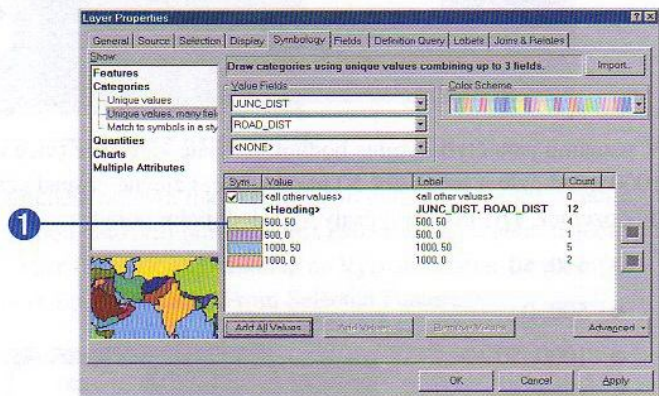 Layer Properties
General Source Selection Display Symbology Fields Definition Query Labels Joins & Relates
Show:
Features
Categories
Unique values
Unique values, many fiel
Match to symbols in a sty
Quantities
Charts
Multiple Attributes
Draw categories using unique values combining up to 3 fields.
Import...
Value Fields
JUNC_DIST
ROAD_DIST
<NONE>
Color Scheme
Sym... Value Label Count
<all other values> <all other values> 0
<Heading> JUNC_DIST, ROAD_DIST 12
500, 50 500, 50 4
500, 0 500, 0 1
1000, 50 1000, 50 5
1000, 0 1000, 0 2
1
Add All Values Add Values... Remove Values Advanced
OK Cancel Apply